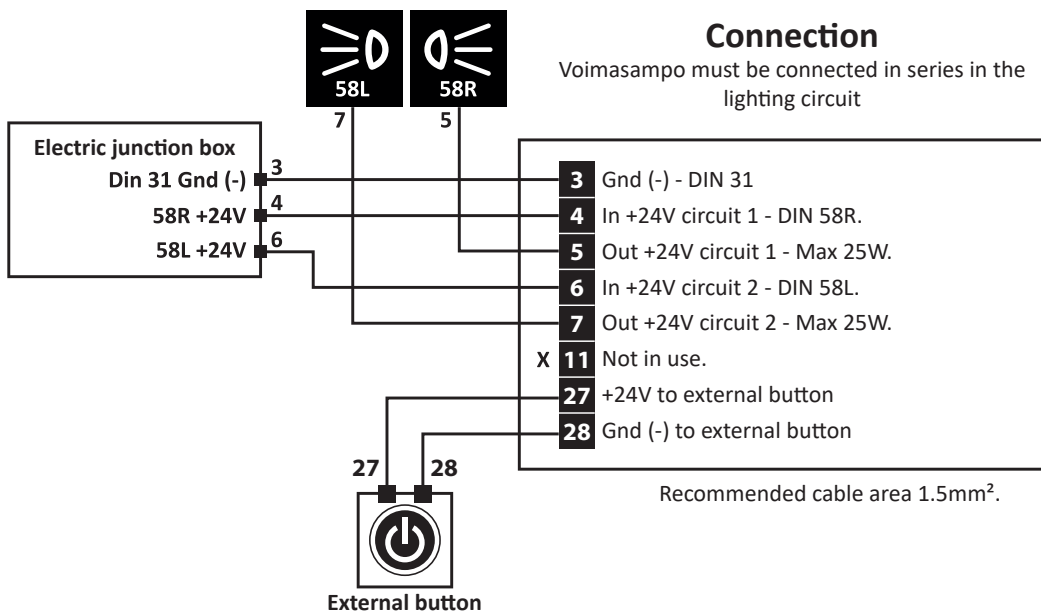 Connection
Voimasampo must be connected in series in the
lighting circuit
58L
58R
7
5
Electric junction box
Din 31 Gnd (-)
3
58R +24V
4
58L +24V
6
3 Gnd (-) - DIN 31
4 In +24V circuit 1 - DIN 58R.
5 Out +24V circuit 1 - Max 25W.
6 In +24V circuit 2 - DIN 58L.
7 Out +24V circuit 2 - Max 25W.
X 11 Not in use.
27 +24V to external button
28 Gnd (-) to external button
27
28
Recommended cable area 1.5mm².
External button